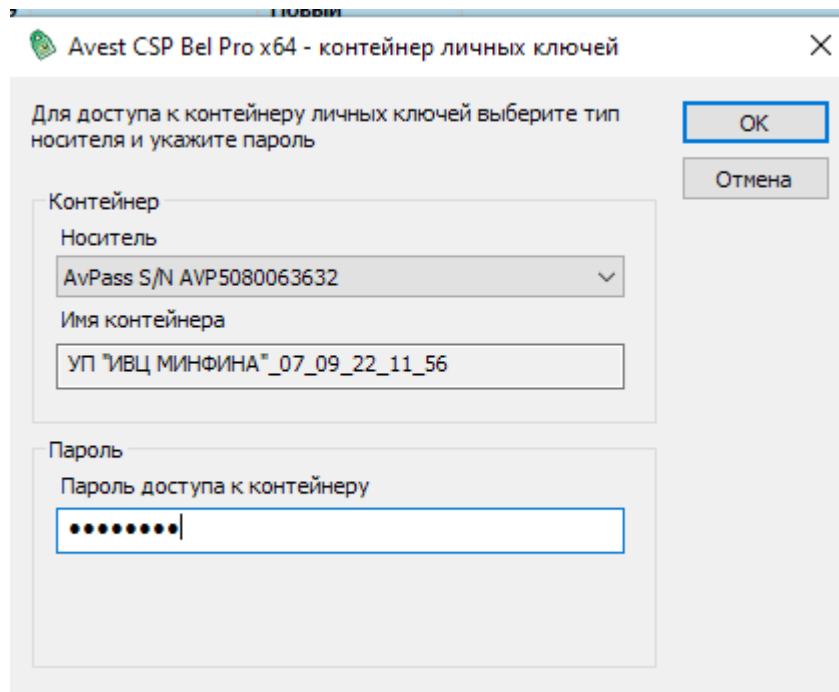 Новый
Avest CSP Bel Pro x64 - контейнер личных ключей
Для доступа к контейнеру личных ключей выберите тип
носителя и укажите пароль
OK
Отмена
Контейнер
Носитель
AvPass S/N AVP5080063632
Имя контейнера
УП "ИВЦ МИНФИНА"_07_09_22_11_56
Пароль
Пароль доступа к контейнеру
●●●●●●●●